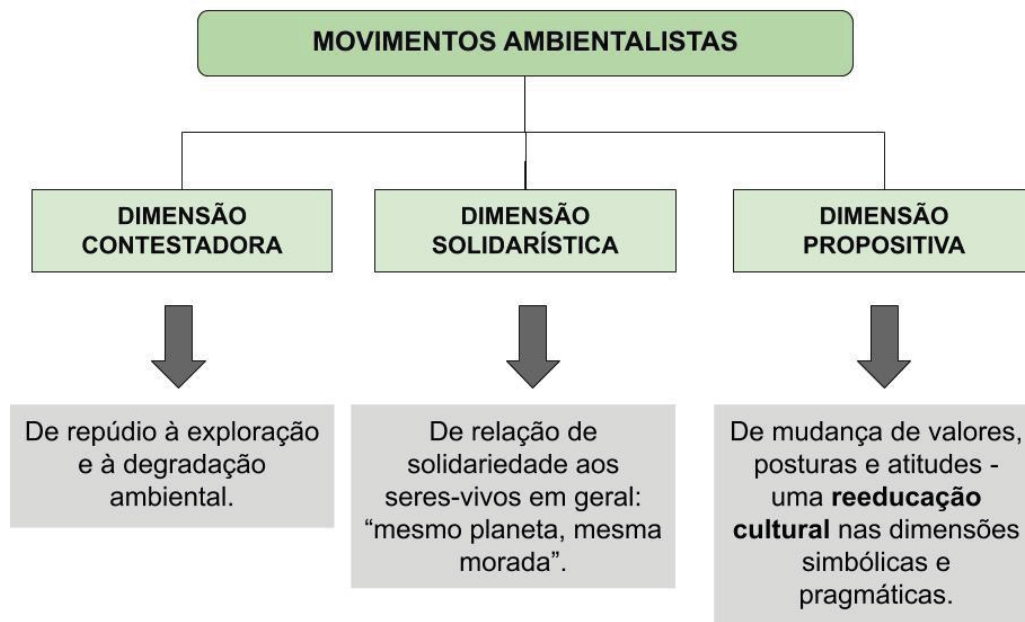 MOVIMENTOS AMBIENTALISTAS
DIMENSÃO
CONTESTADORA
DIMENSÃO
SOLIDARÍSTICA
DIMENSÃO
PROPOSITIVA
De repúdio à exploração
e à degradação
ambiental.
De relação de
solidariedade aos
seres-vivos em geral:
“mesmo planeta, mesma
morada”.
De mudança de valores,
posturas e atitudes -
uma reeducação
cultural nas dimensões
simbólicas e
pragmáticas.